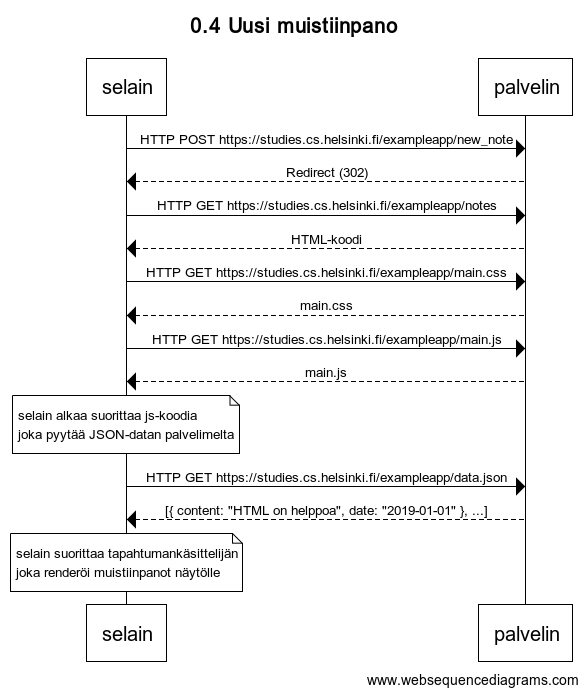 0.4 Uusi muistiinpano
selain palvelin
HTTP POST https://studies.cs.helsinki.fi/exampleapp/new_note
Redirect (302)
HTTP GET https://studies.cs.helsinki.fi/exampleapp/notes
HTML-koodi
HTTP GET https://studies.cs.helsinki.fi/exampleapp/main.css
main.css
HTTP GET https://studies.cs.helsinki.fi/exampleapp/main.js
main.js
selain alkaa suorittaa js-koodia
joka pyytää JSON-datan palvelimelta
HTTP GET https://studies.cs.helsinki.fi/exampleapp/data.json
[{ content: "HTML on helppoa", date: "2019-01-01" }, ...]
selain suorittaa tapahtumankäsittelijän
joka renderöi muistiinpanot näytölle
selain palvelin
www.websequencediagrams.com